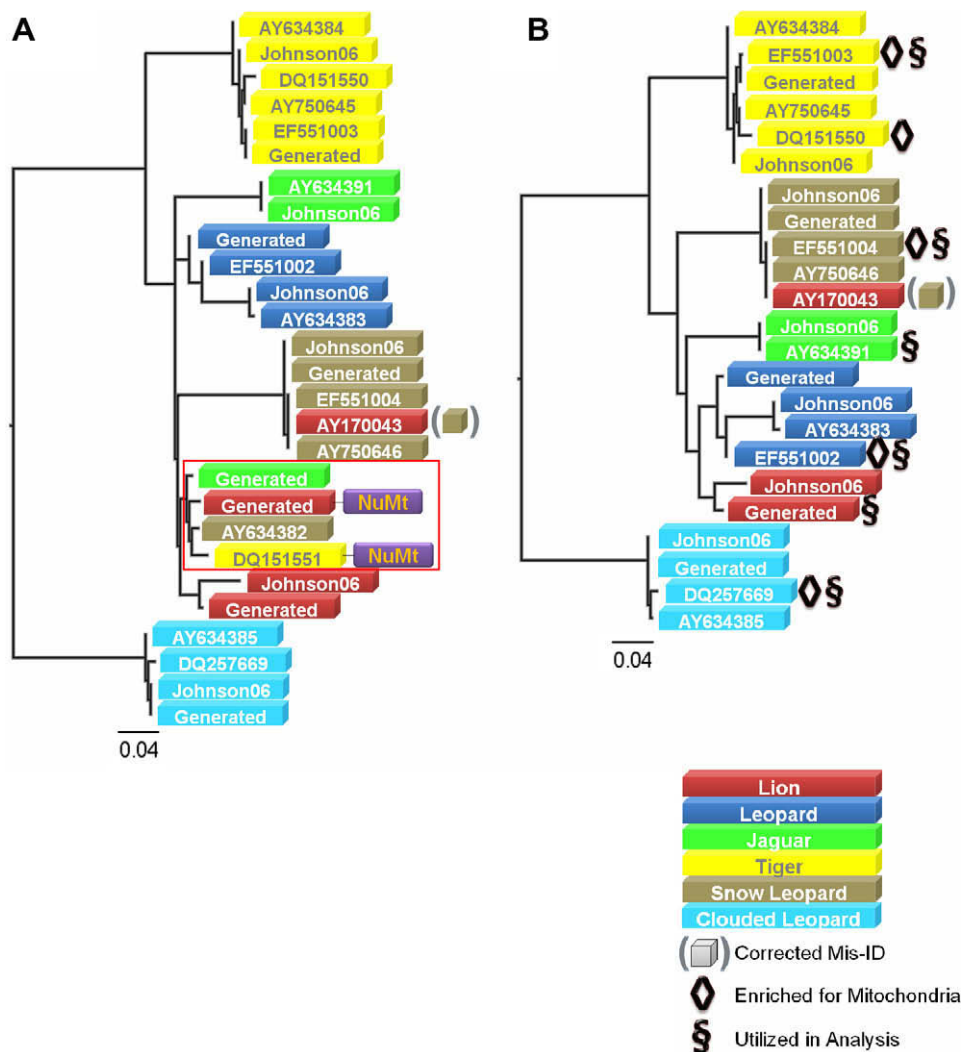 A
AY634384
Johnson06
DQ151550
AY750645
EF551003
Generated
AY634391
Johnson06
Generated
EF551002
Johnson06
AY634383
Johnson06
Generated
EF551004
AY170043
AY750646
Generated
Generated NuMt
AY634382
DQ151551 NuMt
Johnson06
Generated
AY634385
DQ257669
Johnson06
Generated
0.04
B
AY634384
EF551003 §
Generated
AY750645
DQ151550
Johnson06
Johnson06
Generated
EF551004 §
AY750646
AY170043
Johnson06
AY634391 §
Generated
Johnson06
AY634383
EF551002 §
Johnson06
Generated §
Johnson06
Generated
DQ257669 §
AY634385
0.04
Lion
Leopard
Jaguar
Tiger
Snow Leopard
Clouded Leopard
Corrected Mis-ID
Enriched for Mitochondria
§ Utilized in Analysis